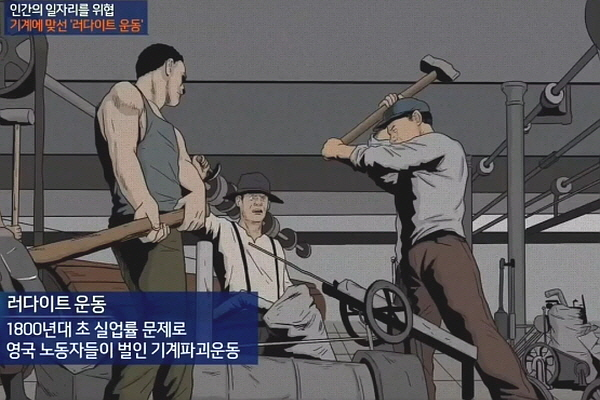 인간의 일자리를 위협
기계에 맞선 '러다이트 운동'
러다이트 운동
1800년대 초 실업률 문제로
영국 노동자들이 벌인 기계파괴운동